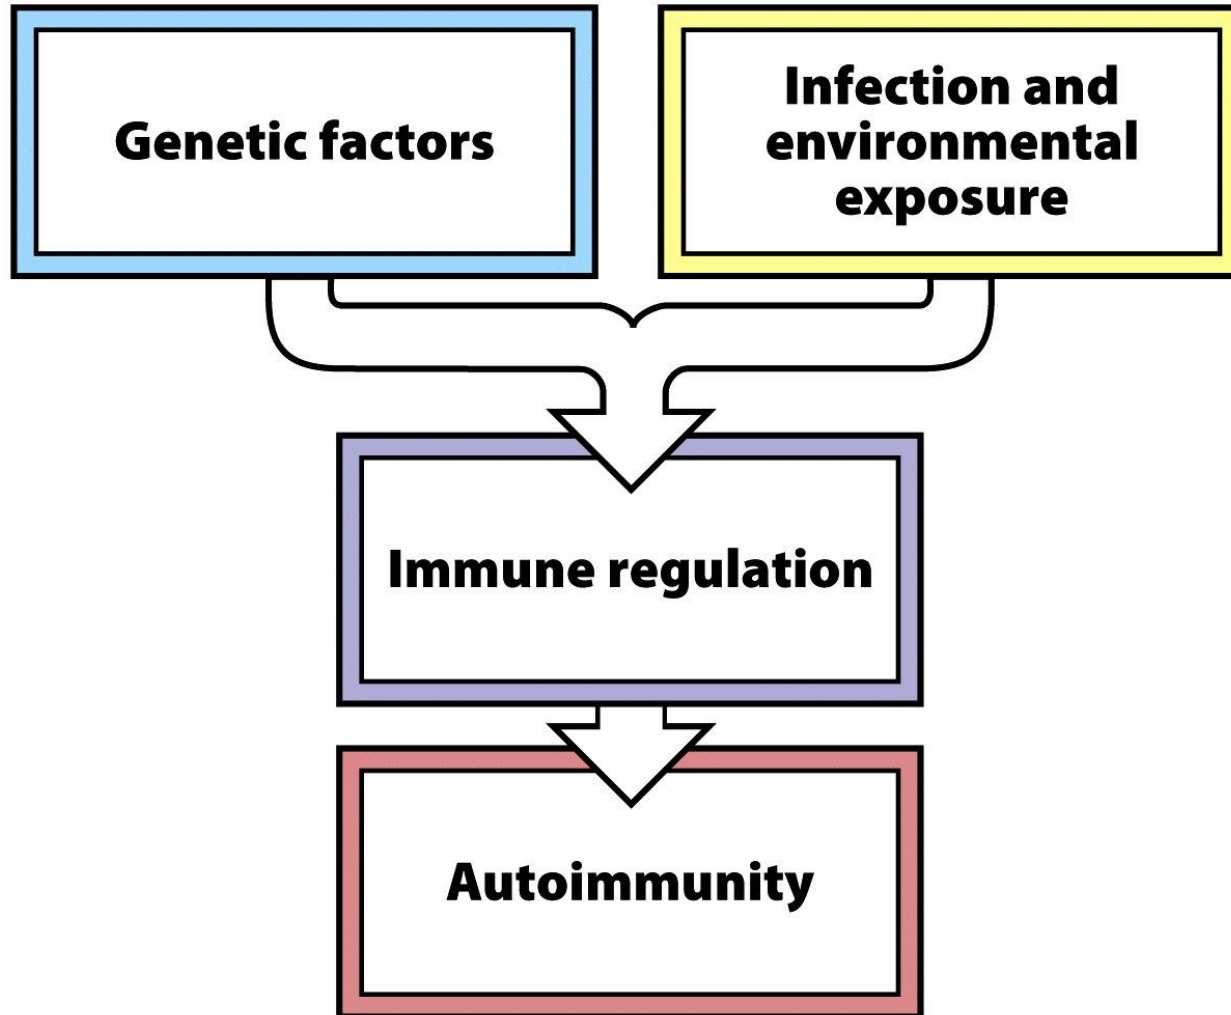 Genetic factors
Infection and
environmental
exposure
Immune regulation
Autoimmunity